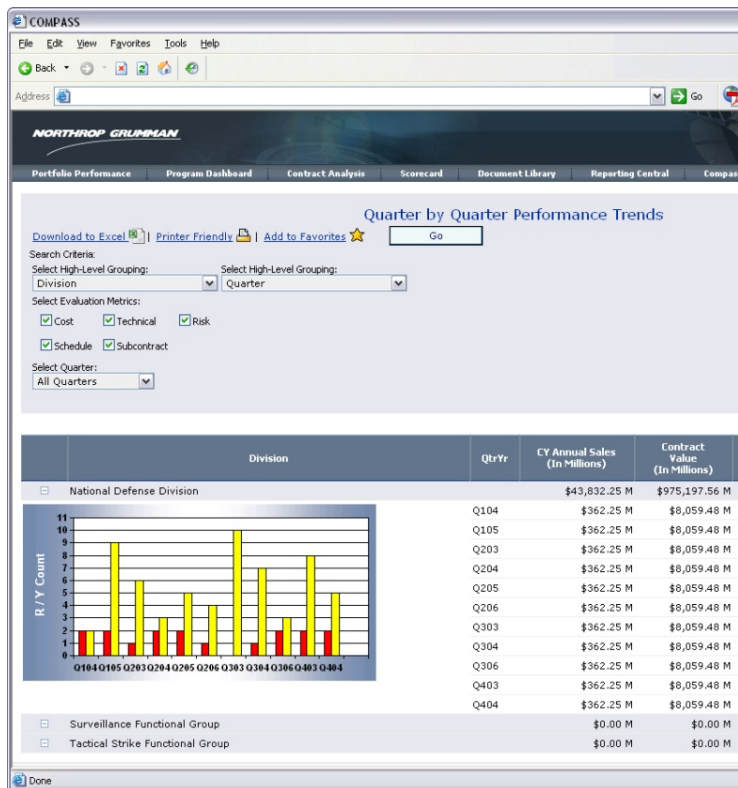 COMPASS
File Edit View Favorites Tools Help
Back
Address Go
NORTHROP GRUMMAN
Portfolio Performance Program Dashboard Contract Analysis Scorecard Document Library Reporting Central Compas
Quarter by Quarter Performance Trends
Download to Excel | Printer Friendly | Add to Favorites Go
Search Criteria:
Select High-Level Grouping: Select High-Level Grouping:
Division Quarter
Select Evaluation Metrics:
Cost Technical Risk
Schedule Subcontract
Select Quarter:
All Quarters
Division QtrYr CY Annual Sales (In Millions) Contract Value (In Millions)
National Defense Division $43,832.25 M $975,197.56 M
R / Y Count
11
10
9
8
7
6
5
4
3
2
1
0
Q104 Q105 Q203 Q204 Q205 Q206 Q303 Q304 Q306 Q403 Q404
Q104 $362.25 M $8,059.48 M
Q105 $362.25 M $8,059.48 M
Q203 $362.25 M $8,059.48 M
Q204 $362.25 M $8,059.48 M
Q205 $362.25 M $8,059.48 M
Q206 $362.25 M $8,059.48 M
Q303 $362.25 M $8,059.48 M
Q304 $362.25 M $8,059.48 M
Q306 $362.25 M $8,059.48 M
Q403 $362.25 M $8,059.48 M
Q404 $362.25 M $8,059.48 M
Surveillance Functional Group $0.00 M $0.00 M
Tactical Strike Functional Group $0.00 M $0.00 M
Done